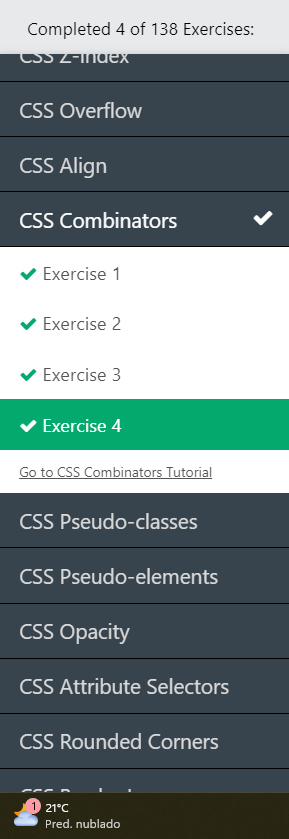 Completed 4 of 138 Exercises:
CSS Z-index
CSS Overflow
CSS Align
CSS Combinators
Exercise 1
Exercise 2
Exercise 3
Exercise 4
Go to CSS Combinators Tutorial
CSS Pseudo-classes
CSS Pseudo-elements
CSS Opacity
CSS Attribute Selectors
CSS Rounded Corners
1
21°C
Pred. nublado